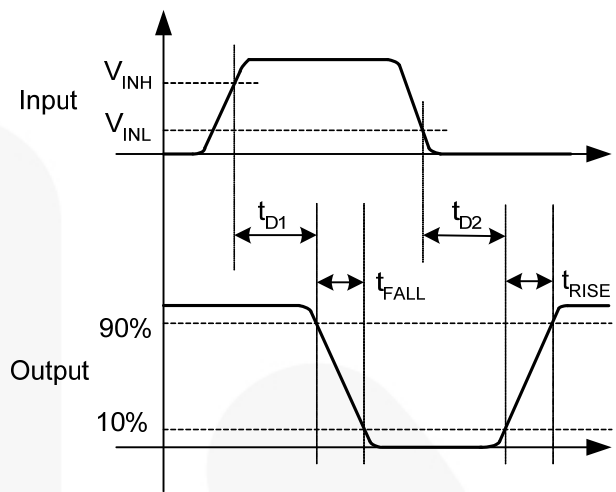 V_INH
Input
V_INL
t_D1
t_D2
t_FALL
t_RISE
90%
Output
10%